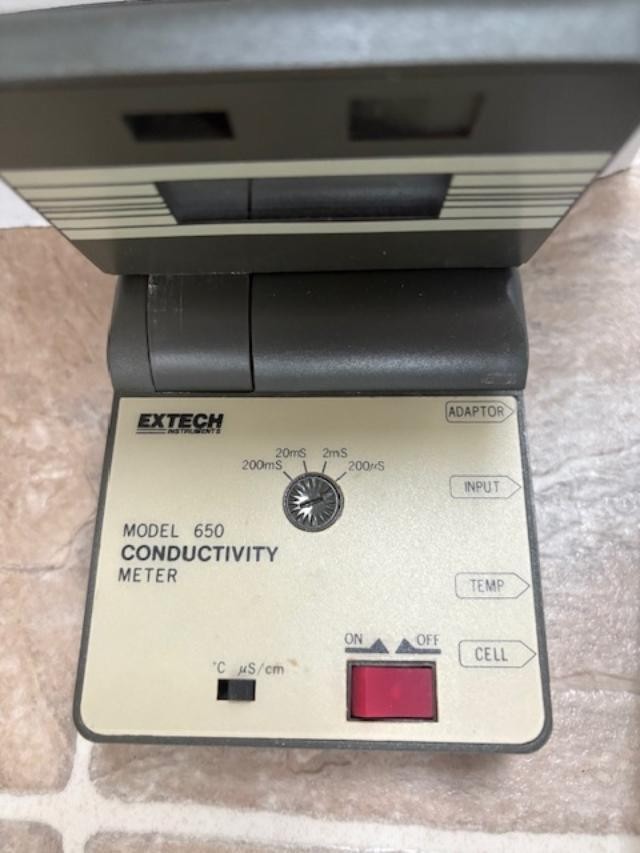 EXTECH
INSTRUMENTS
ADAPTOR
20mS 2mS
200mS 200µS
INPUT
MODEL 650
CONDUCTIVITY
METER
TEMP
ON OFF
CELL
°C µS/cm